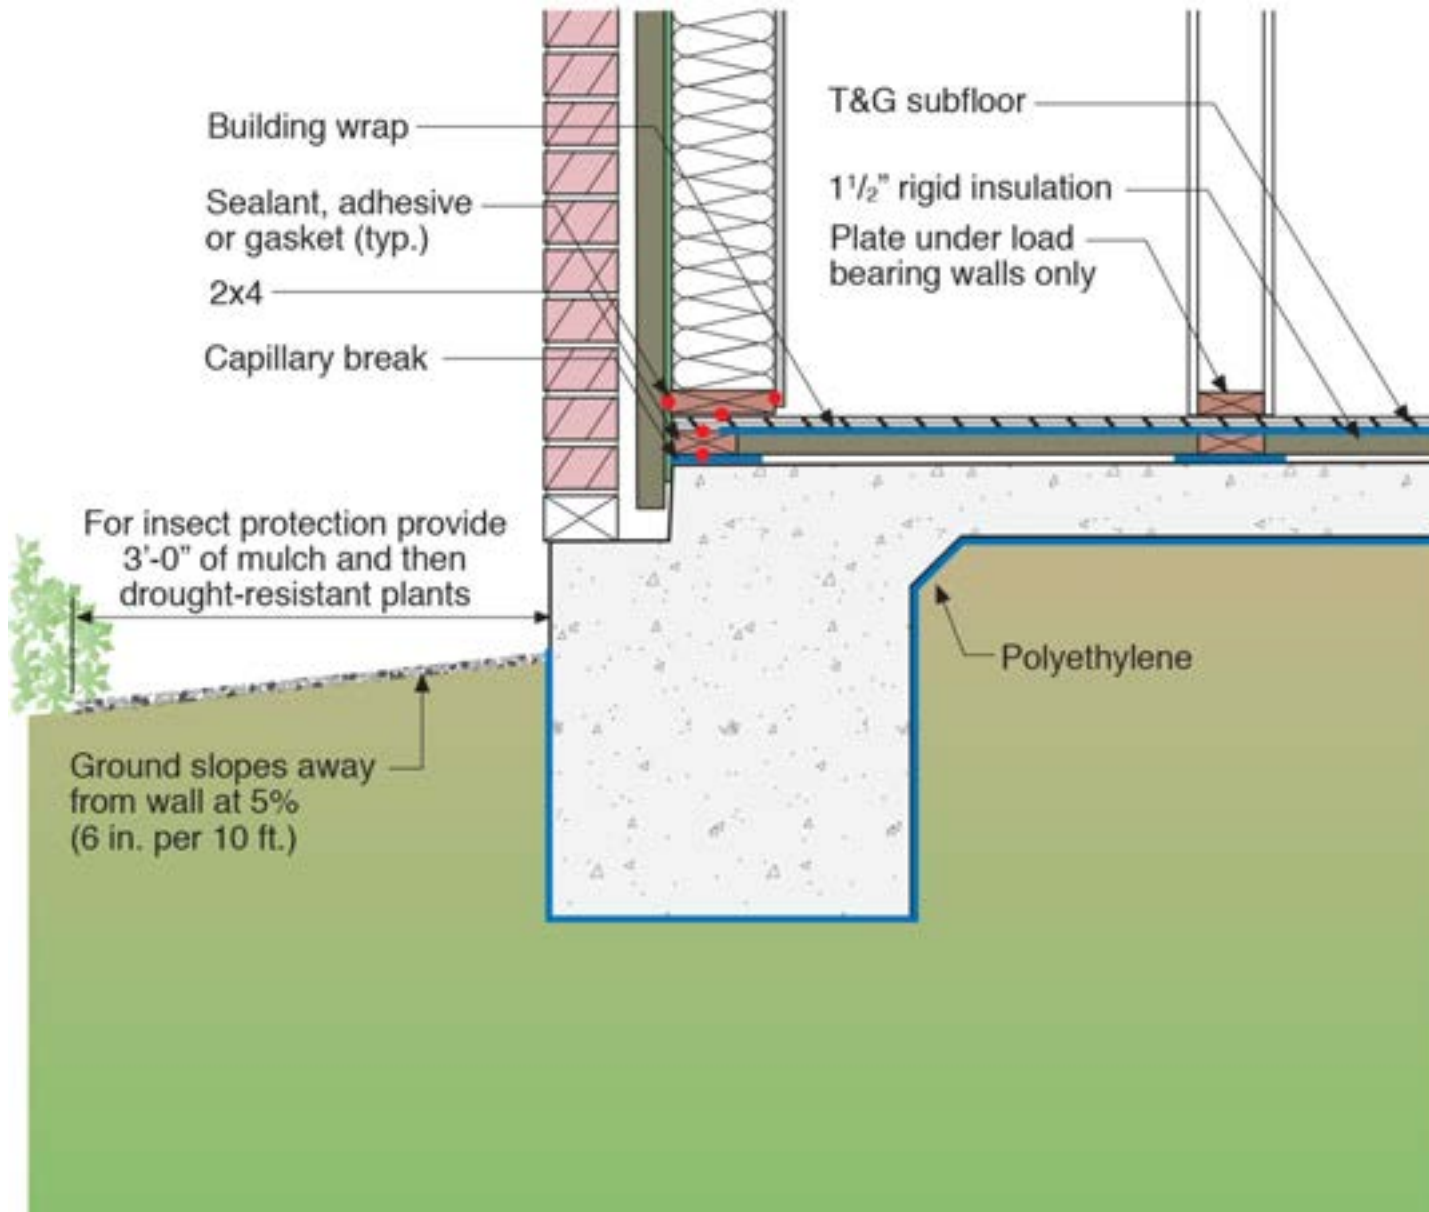 Building wrap
Sealant, adhesive
or gasket (typ.)
2x4
Capillary break
T&G subfloor
1 1/2” rigid insulation
Plate under load
bearing walls only
For insect protection provide
3’-0” of mulch and then
drought-resistant plants
Polyethylene
Ground slopes away
from wall at 5%
(6 in. per 10 ft.)